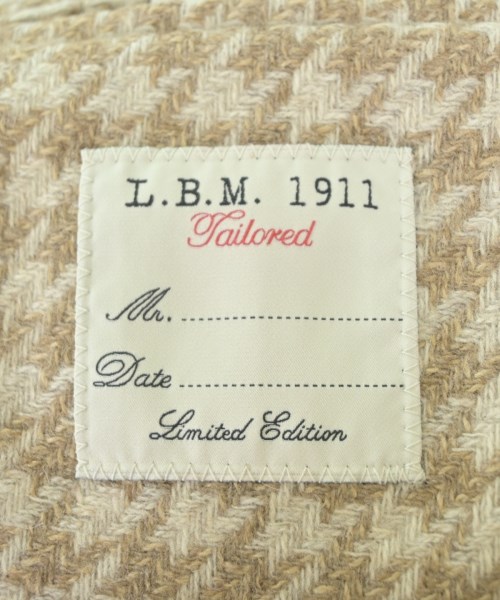 L.B.M. 1911
Tailored
Mr. ........................................
Date ........................................
Limited Edition